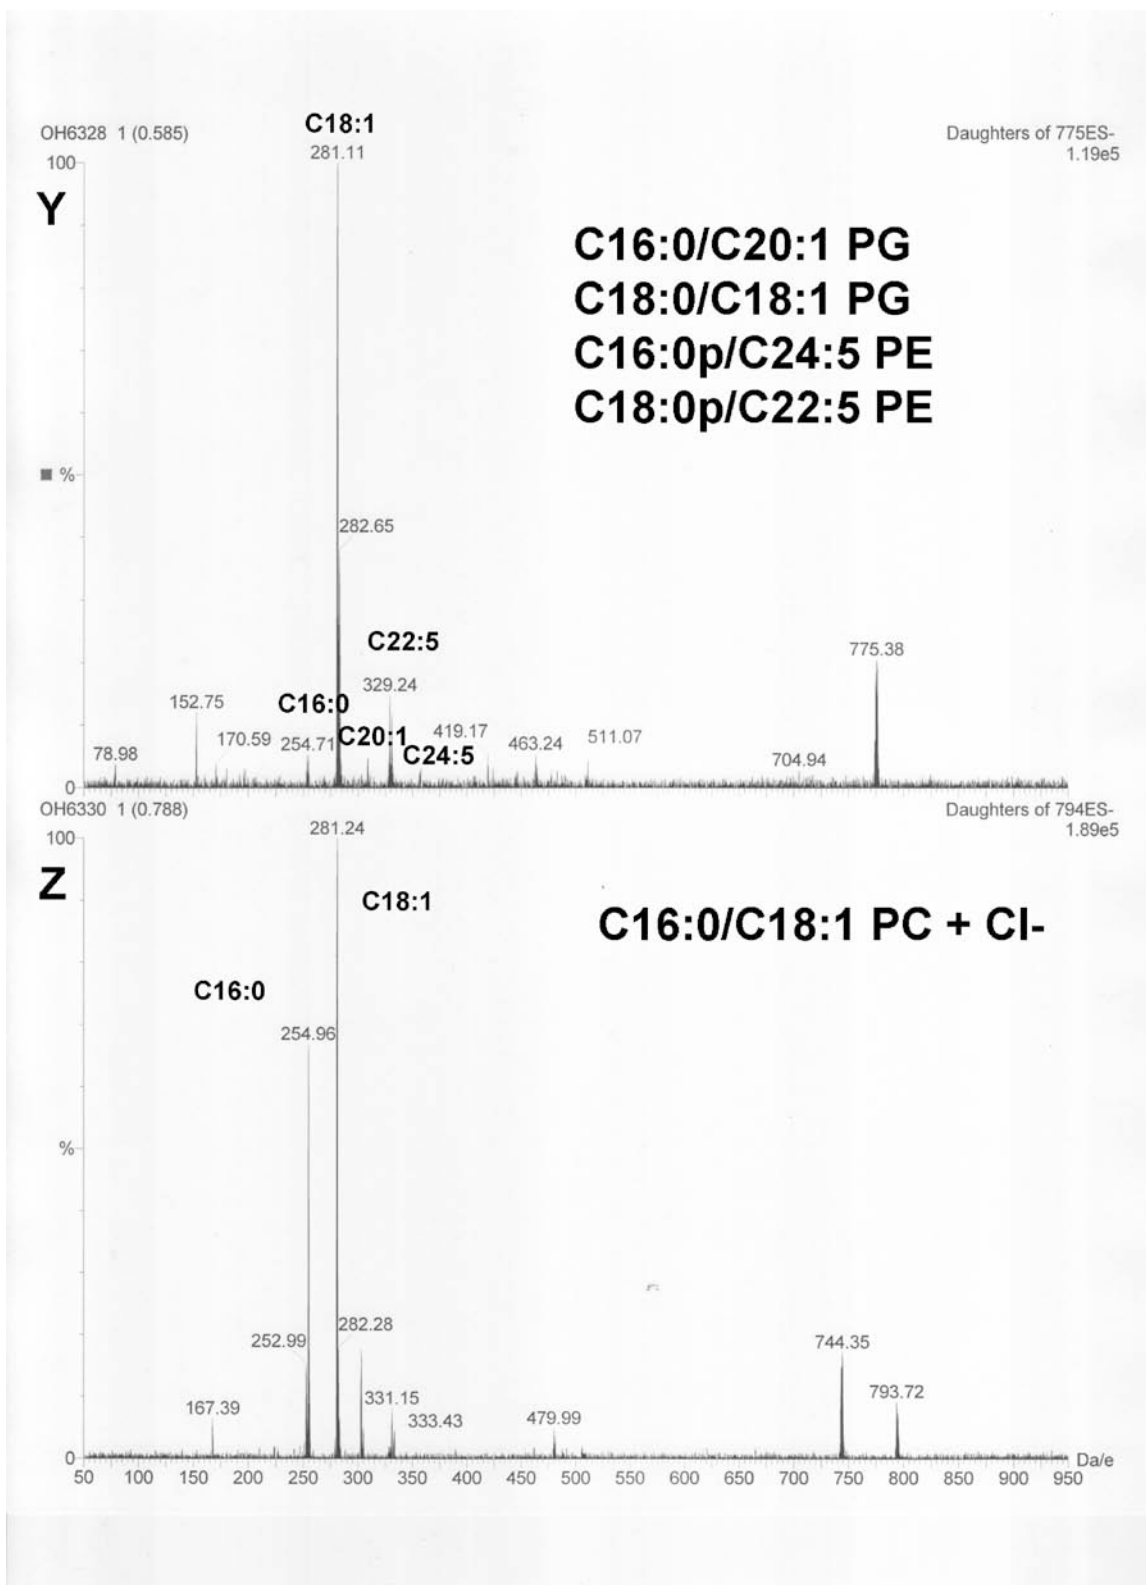 OH6328 1 (0.585)
C18:1
Daughters of 775ES-
1.19e5
100
281.11
Y
C16:0/C20:1 PG
C18:0/C18:1 PG
C16:0p/C24:5 PE
C18:0p/C22:5 PE
%
282.65
C22:5
775.38
329.24
152.75
C16:0
419.17
C20:1
511.07
170.59
254.71
463.24
78.98
C24:5
704.94
0
OH6330 1 (0.788)
Daughters of 794ES-
1.89e5
100
281.24
Z
C18:1
C16:0/C18:1 PC + Cl-
C16:0
254.96
%
252.99
282.28
744.35
331.15
793.72
167.39
333.43
479.99
0
Da/e
50 100 150 200 250 300 350 400 450 500 550 600 650 700 750 800 850 900 950